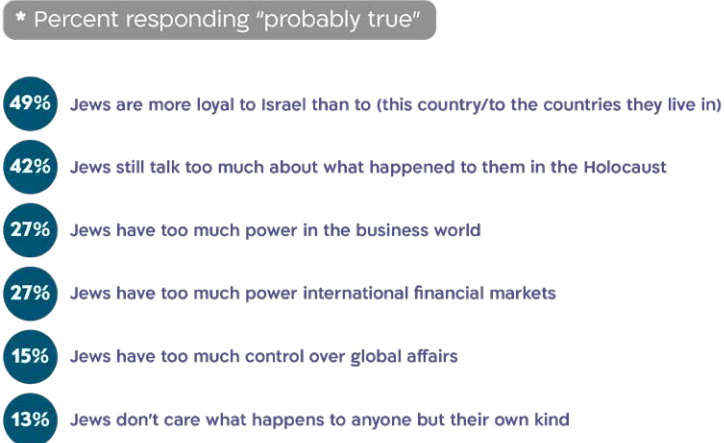 * Percent responding “probably true”
49% Jews are more loyal to Israel than to (this country/to the countries they live in)
42% Jews still talk too much about what happened to them in the Holocaust
27% Jews have too much power in the business world
27% Jews have too much power international financial markets
15% Jews have too much control over global affairs
13% Jews don’t care what happens to anyone but their own kind